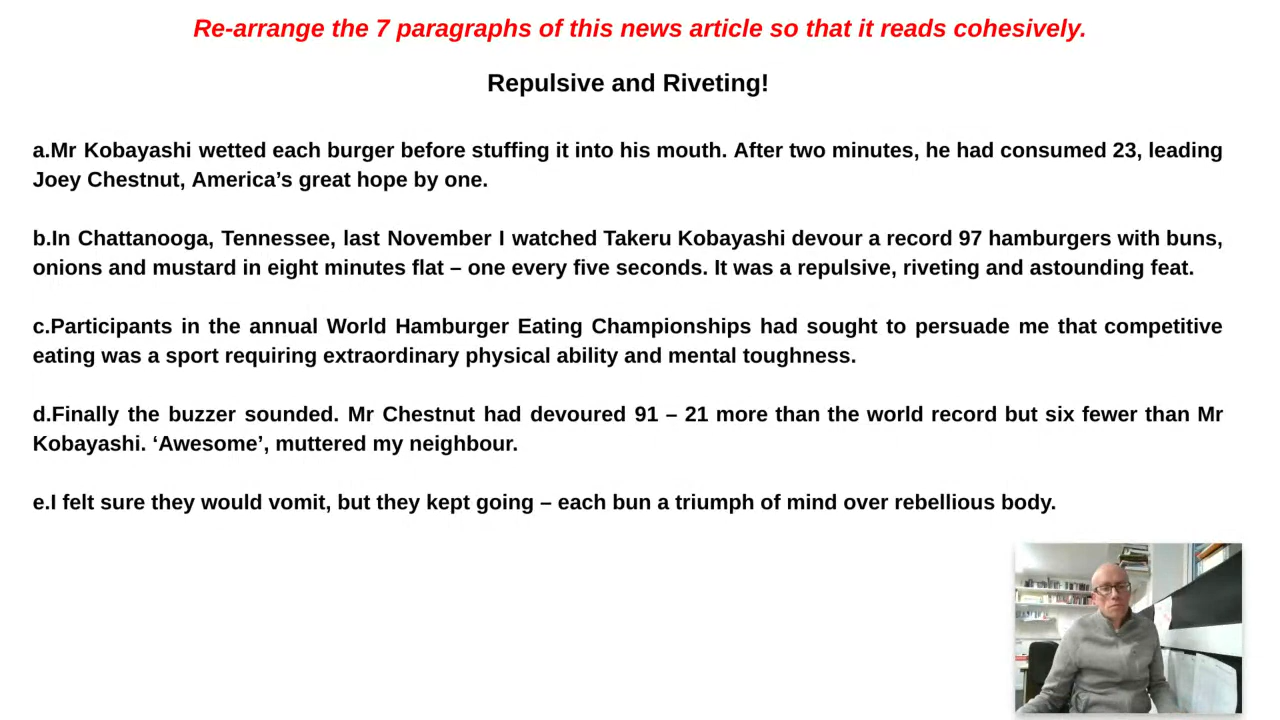 Re-arrange the 7 paragraphs of this news article so that it reads cohesively.
Repulsive and Riveting!
a.Mr Kobayashi wetted each burger before stuffing it into his mouth. After two minutes, he had consumed 23, leading
Joey Chestnut, America’s great hope by one.
b.In Chattanooga, Tennessee, last November I watched Takeru Kobayashi devour a record 97 hamburgers with buns,
onions and mustard in eight minutes flat – one every five seconds. It was a repulsive, riveting and astounding feat.
c.Participants in the annual World Hamburger Eating Championships had sought to persuade me that competitive
eating was a sport requiring extraordinary physical ability and mental toughness.
d.Finally the buzzer sounded. Mr Chestnut had devoured 91 – 21 more than the world record but six fewer than Mr
Kobayashi. ‘Awesome’, muttered my neighbour.
e.I felt sure they would vomit, but they kept going – each bun a triumph of mind over rebellious body.